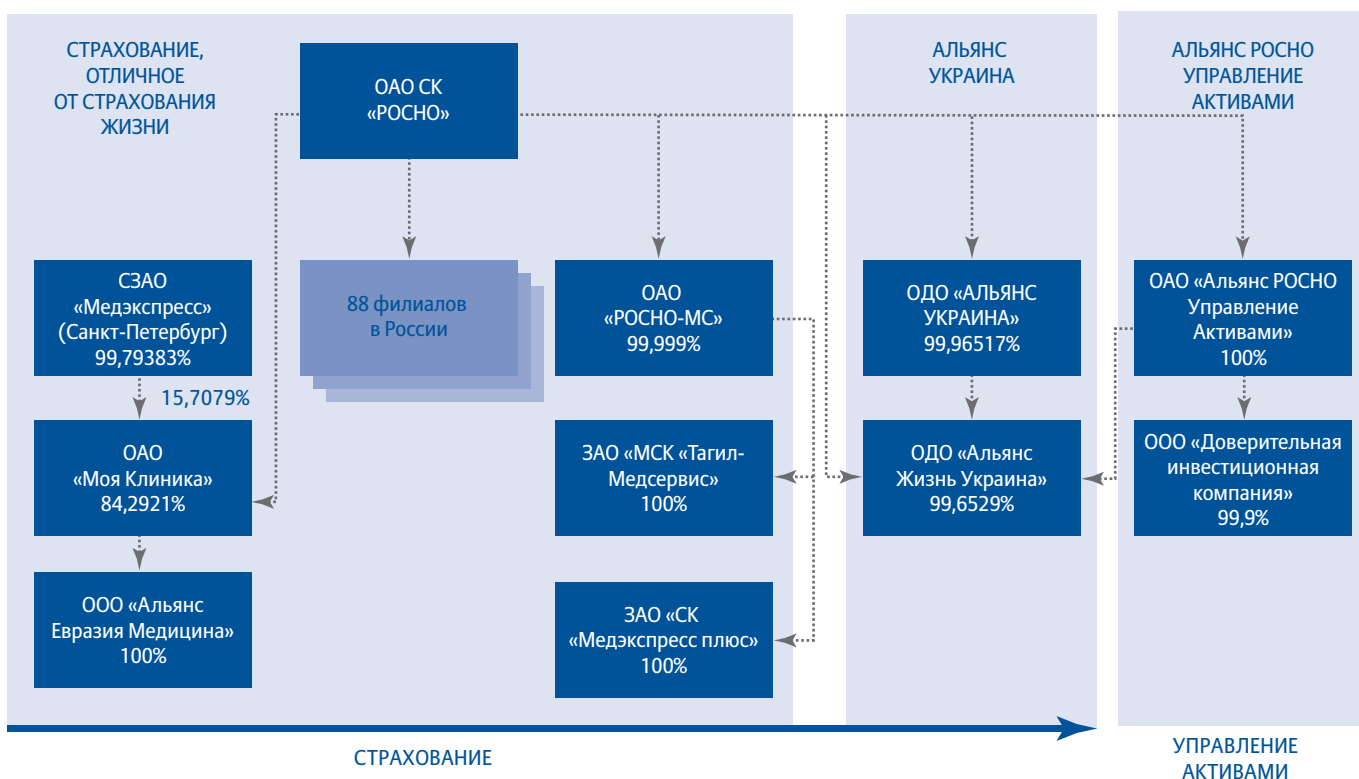 СТРАХОВАНИЕ,
ОТЛИЧНОЕ
ОТ СТРАХОВАНИЯ
ЖИЗНИ
ОАО СК
«РОСНО»
АЛЬЯНС
УКРАИНА
АЛЬЯНС РОСНО
УПРАВЛЕНИЕ
АКТИВАМИ
СЗАО
«Медэкспресс»
(Санкт-Петербург)
99,79383%
88 филиалов
в России
ОАО
«РОСНО-МС»
99,999%
ОДО «АЛЬЯНС
УКРАИНА»
99,96517%
ОАО «Альянс РОСНО
Управление
Активами»
100%
15,7079%
ОАО
«Моя Клиника»
84,2921%
ЗАО «МСК «Тагил-
Медсервис»
100%
ОДО «Альянс
Жизнь Украина»
99,6529%
ООО «Доверительная
инвестиционная
компания»
99,9%
ООО «Альянс
Евразия Медицина»
100%
ЗАО «СК
«Медэкспресс плюс»
100%
СТРАХОВАНИЕ
УПРАВЛЕНИЕ
АКТИВАМИ